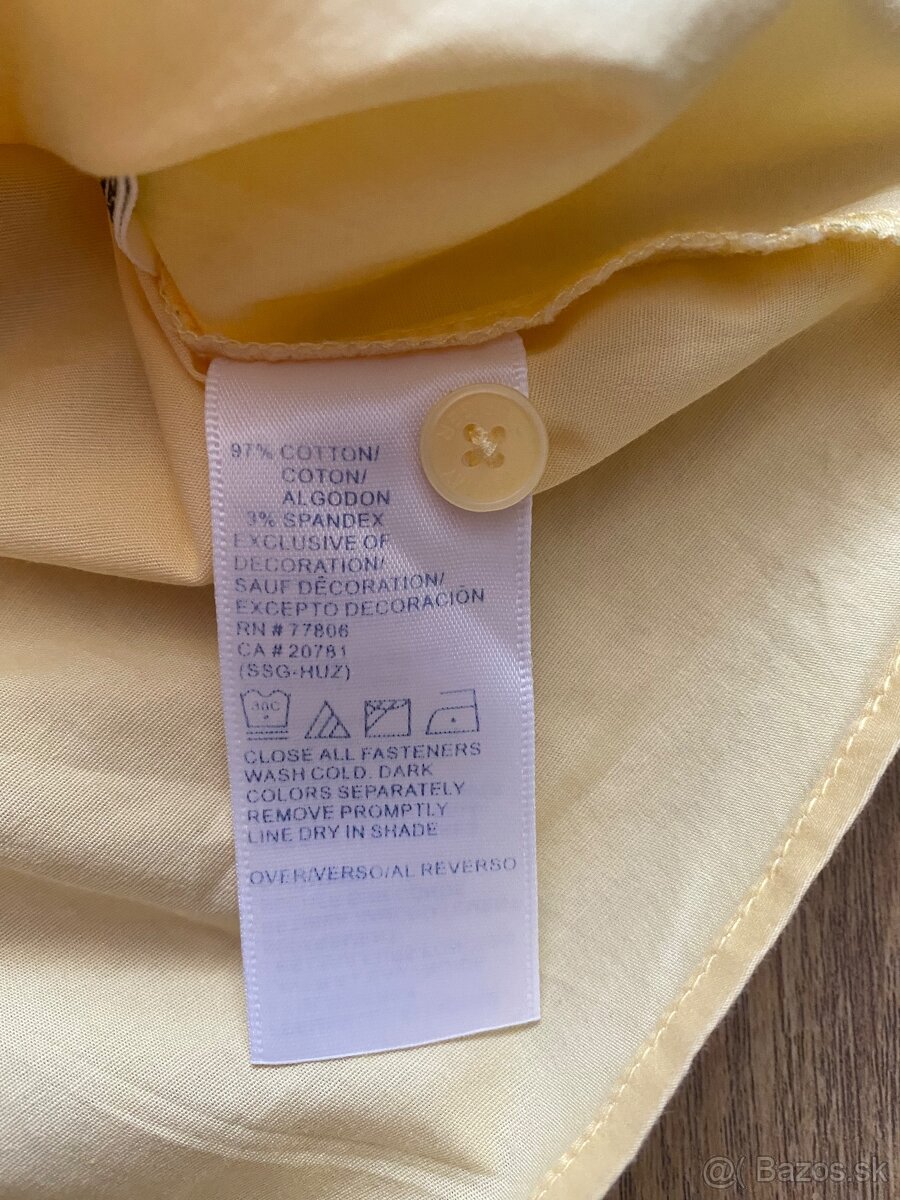 97% COTTON/
COTON/
ALGODON
3% SPANDEX
EXCLUSIVE OF
DECORATION/
SAUF DÉCORATION/
EXCEPTO DECORACIÓN
RN # 77806
CA # 20781
(SSG-HUZ)
30C
CLOSE ALL FASTENERS
WASH COLD. DARK
COLORS SEPARATELY
REMOVE PROMPTLY
LINE DRY IN SHADE
OVER/VERSO/AL REVERSO
@( Bazos.sk